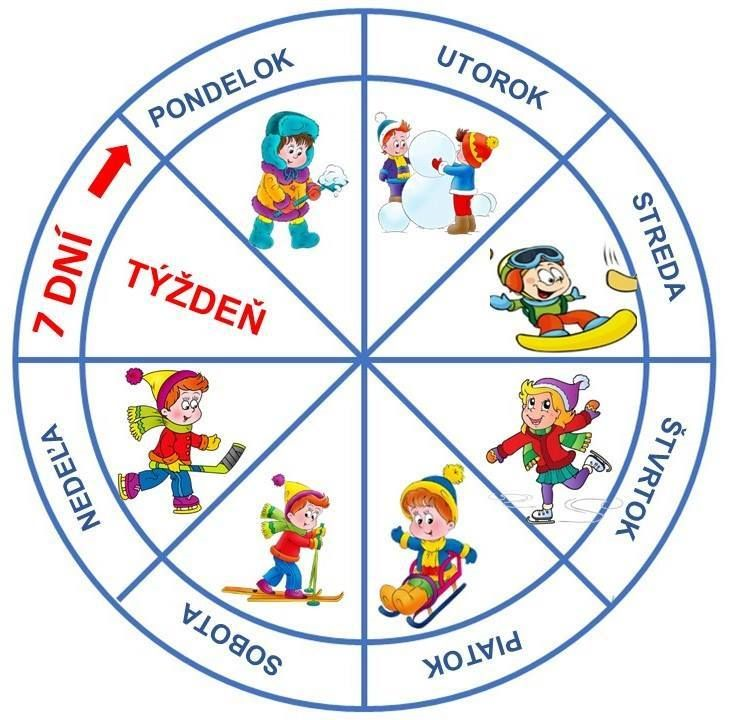 7 DNÍ
TÝŽDEŇ
PONDELOK
UTOROK
STREDA
ŠTVRTOK
PIATOK
SOBOTA
NEDEĽA